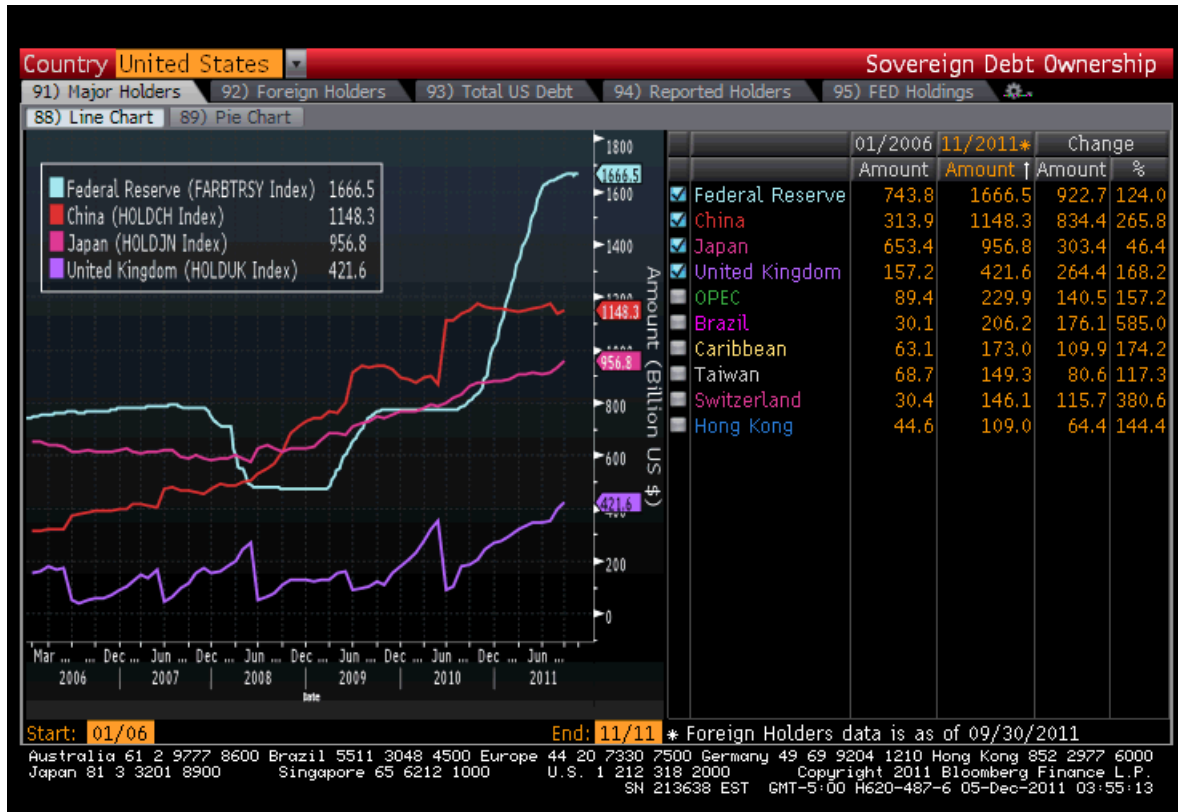 Country United States Sovereign Debt Ownership
91) Major Holders 92) Foreign Holders 93) Total US Debt 94) Reported Holders 95) FED Holdings
88) Line Chart 89) Pie Chart
01/2006 11/2011* Change
Amount Amount ↑ Amount %
Federal Reserve 743.8 1666.5 922.7 124.0
China 313.9 1148.3 834.4 265.8
Japan 653.4 956.8 303.4 46.4
United Kingdom 157.2 421.6 264.4 168.2
OPEC 89.4 229.9 140.5 157.2
Brazil 30.1 206.2 176.1 585.0
Caribbean 63.1 173.0 109.9 174.2
Taiwan 68.7 149.3 80.6 117.3
Switzerland 30.4 146.1 115.7 380.6
Hong Kong 44.6 109.0 64.4 144.4
Federal Reserve (FARBTRSY Index) 1666.5
China (HOLDCH Index) 1148.3
Japan (HOLDJN Index) 956.8
United Kingdom (HOLDUK Index) 421.6
1800
1666.5
1600
1400
1148.3
956.8
800
600
421.6
200
0
Amount (Billion US $)
Mar ... ... Dec ... Jun ... Dec ... Jun ... Dec ... Jun ... Dec ... Jun ... Dec ... Jun ...
2006 2007 2008 2009 2010 2011
Date
Start: 01/06 End: 11/11 * Foreign Holders data is as of 09/30/2011
Australia 61 2 9777 8600 Brazil 5511 3048 4500 Europe 44 20 7330 7500 Germany 49 69 9204 1210 Hong Kong 852 2977 6000
Japan 81 3 3201 8900 Singapore 65 6212 1000 U.S. 1 212 318 2000 Copyright 2011 Bloomberg Finance L.P.
SN 213638 EST GMT-5:00 H620-487-6 05-Dec-2011 03:55:13